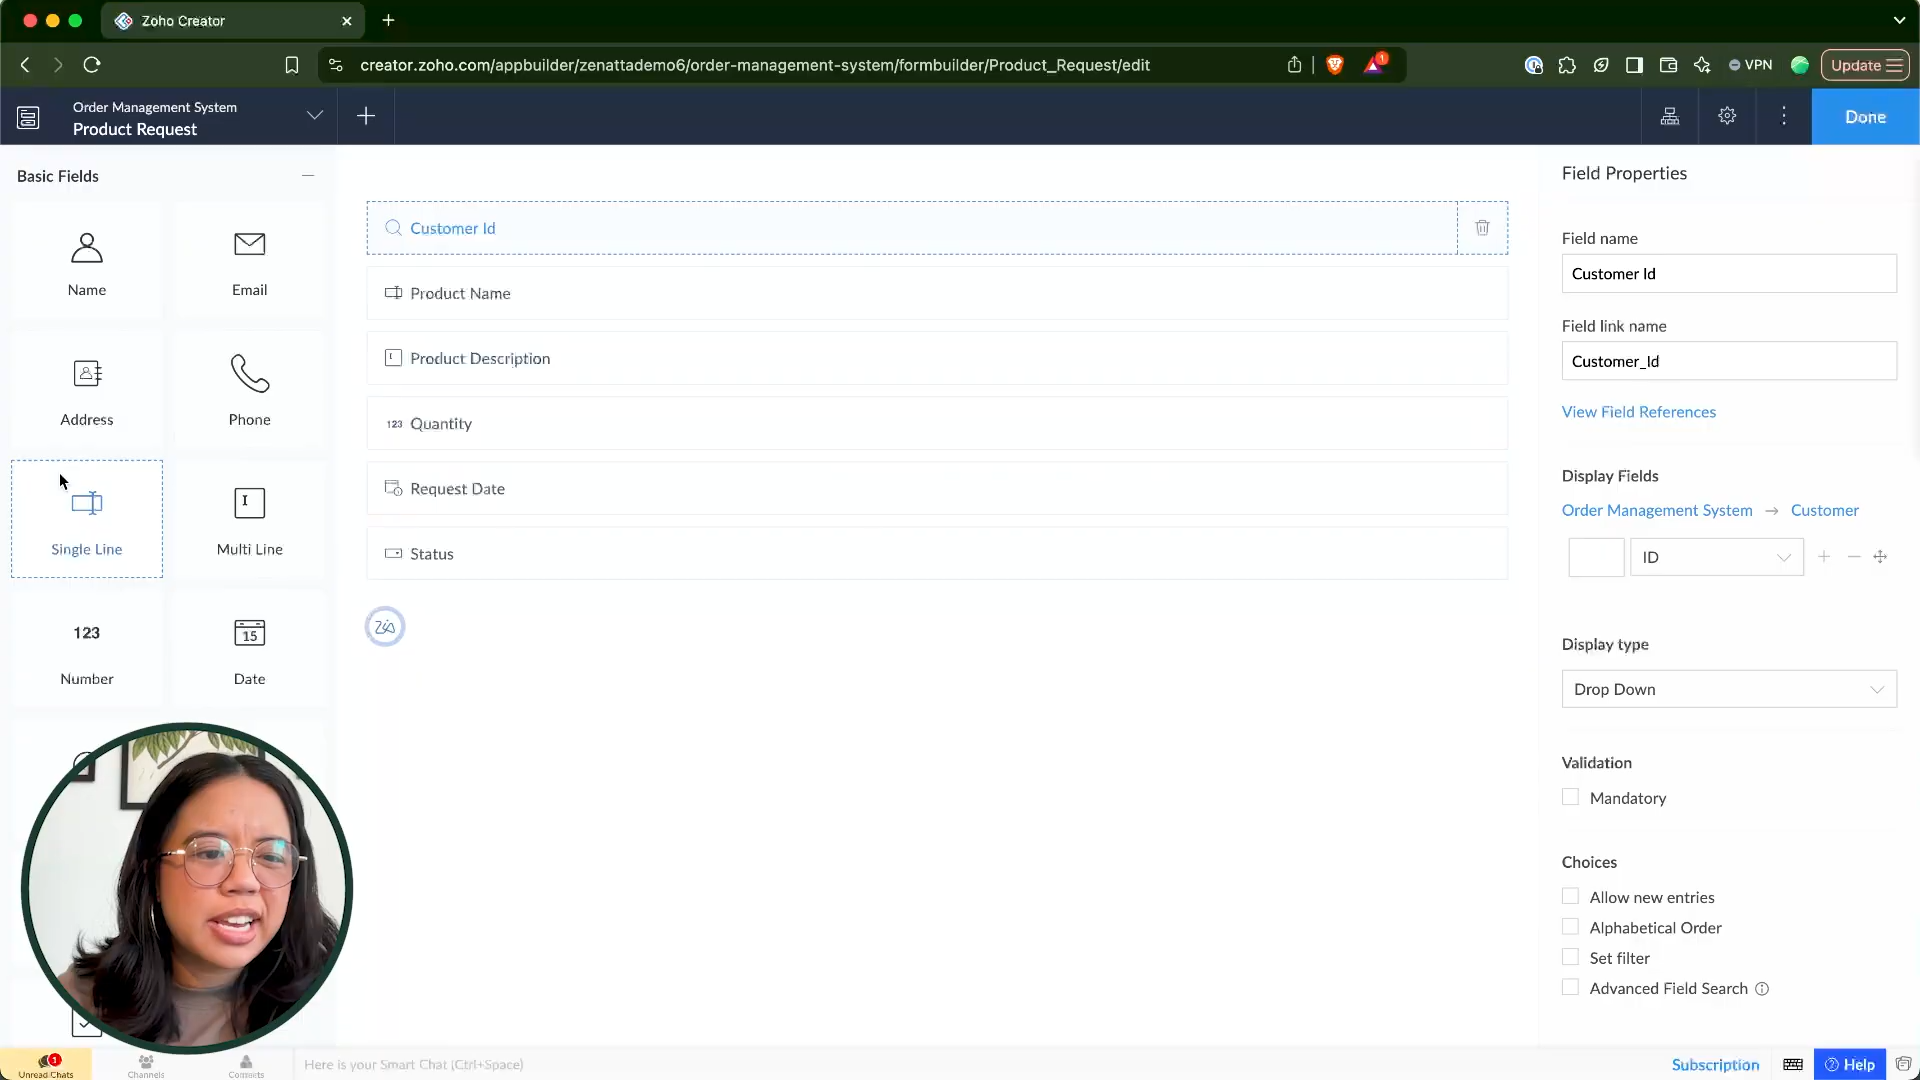 Zoho Creator
creator.zoho.com/appbuilder/zenattademo6/order-management-system/formbuilder/Product_Request/edit
1
VPN
Update
Order Management System
Product Request
Done
Basic Fields
Name
Email
Address
Phone
Single Line
I
Multi Line
123
Number
15
Date
Customer Id
Product Name
Product Description
123 Quantity
Request Date
Status
Field Properties
Field name
Customer Id
Field link name
Customer_Id
View Field References
Display Fields
Order Management System → Customer
ID
Display type
Drop Down
Validation
Mandatory
Choices
Allow new entries
Alphabetical Order
Set filter
Advanced Field Search
1
Unread Chats
Channels
Contacts
Here is your Smart Chat (Ctrl+Space)
Subscription
Help